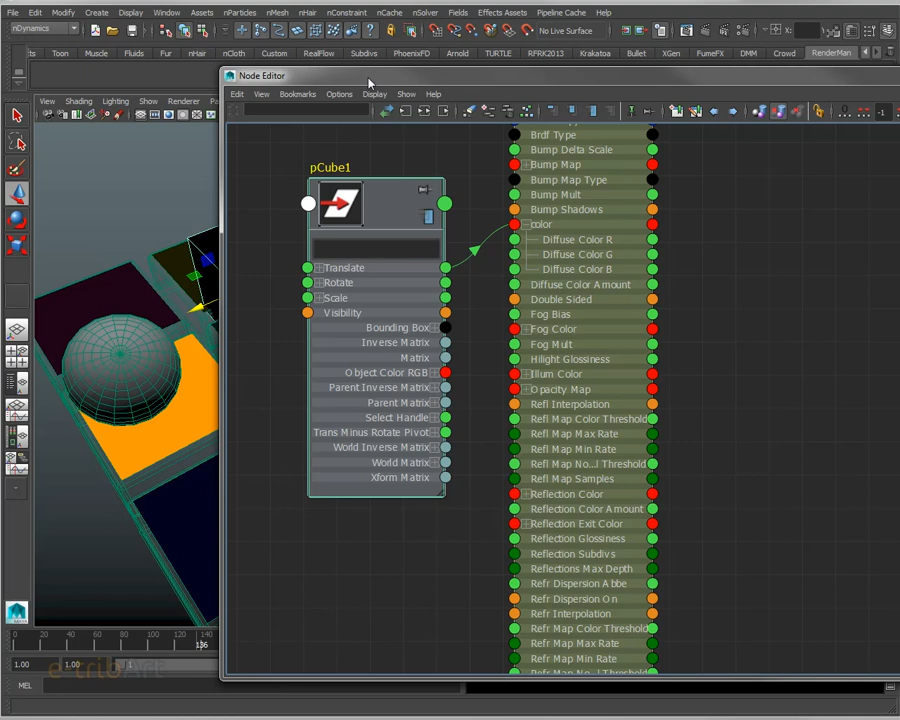 File Edit Modify Create Display Window Assets nParticles nMesh nHair nConstraint nCache nSolver Fields Effects Assets Pipeline Cache
nDynamics No Live Surface X:
ts Toon Muscle Fluids Fur nHair nCloth Custom RealFlow Subdivs PhoenixFD Arnold TURTLE RFRK2013 Krakatoa Bullet XGen FumeFX DMM Crowd RenderMan
Node Editor
Edit View Bookmarks Options Display Show Help
View Shading Lighting Show Renderer
-1
pCube1
Translate
Rotate
Scale
Visibility
Bounding Box
Inverse Matrix
Matrix
Object Color RGB
Parent Inverse Matrix
Parent Matrix
Select Handle
Trans Minus Rotate Pivot
World Inverse Matrix
World Matrix
Xform Matrix
Brdf Type
Bump Delta Scale
Bump Map
Bump Map Type
Bump Mult
Bump Shadows
color
Diffuse Color R
Diffuse Color G
Diffuse Color B
Diffuse Color Amount
Double Sided
Fog Bias
Fog Color
Fog Mult
Hilight Glossiness
Illum Color
Opacity Map
Refl Interpolation
Refl Map Color Threshold
Refl Map Max Rate
Refl Map Min Rate
Refl Map No...l Threshold
Refl Map Samples
Reflection Color
Reflection Color Amount
Reflection Exit Color
Reflection Glossiness
Reflection Subdivs
Reflections Max Depth
Refr Dispersion Abbe
Refr Dispersion On
Refr Interpolation
Refr Map Color Threshold
Refr Map Max Rate
Refr Map Min Rate
Refr Map No...l Threshold
0 20 40 60 80 100 120 140
136
1.00 1.00 1
e-tribArt
MEL